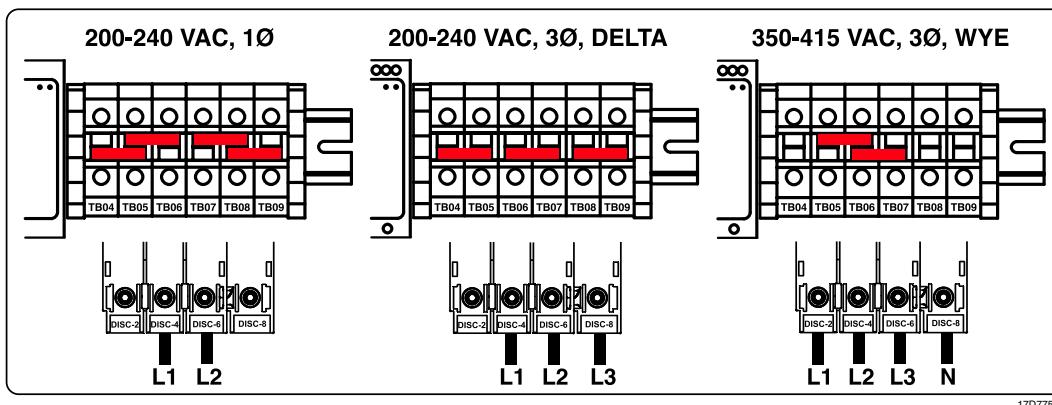 200-240 VAC, 1Ø
TB04 TB05 TB06 TB07 TB08 TB09
DISC-2 DISC-4 DISC-6 DISC-8
L1 L2
200-240 VAC, 3Ø, DELTA
TB04 TB05 TB06 TB07 TB08 TB09
DISC-2 DISC-4 DISC-6 DISC-8
L1 L2 L3
350-415 VAC, 3Ø, WYE
TB04 TB05 TB06 TB07 TB08 TB09
DISC-2 DISC-4 DISC-6 DISC-8
L1 L2 L3 N